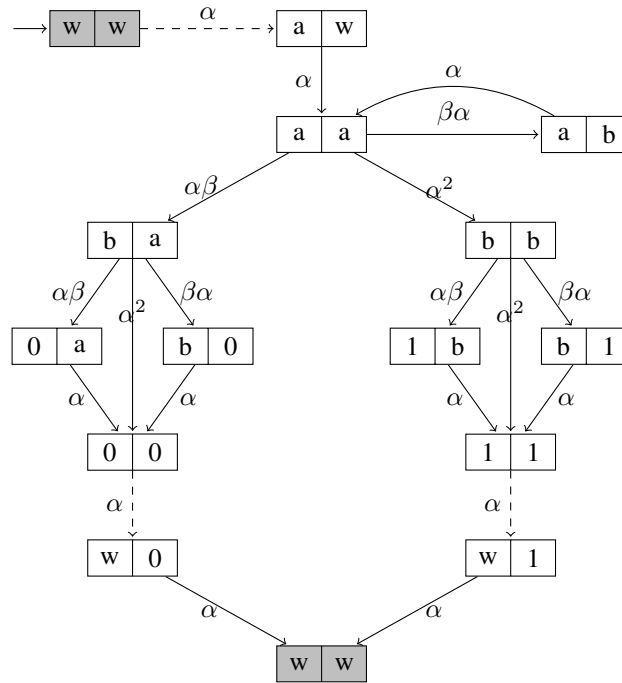 α
w w a w
α
α
a a βα a b
αβ α²
b a b b
αβ α² βα αβ α² βα
0 a b 0 1 b b 1
α α α α
0 0 1 1
α α
w 0 w 1
α α
w w